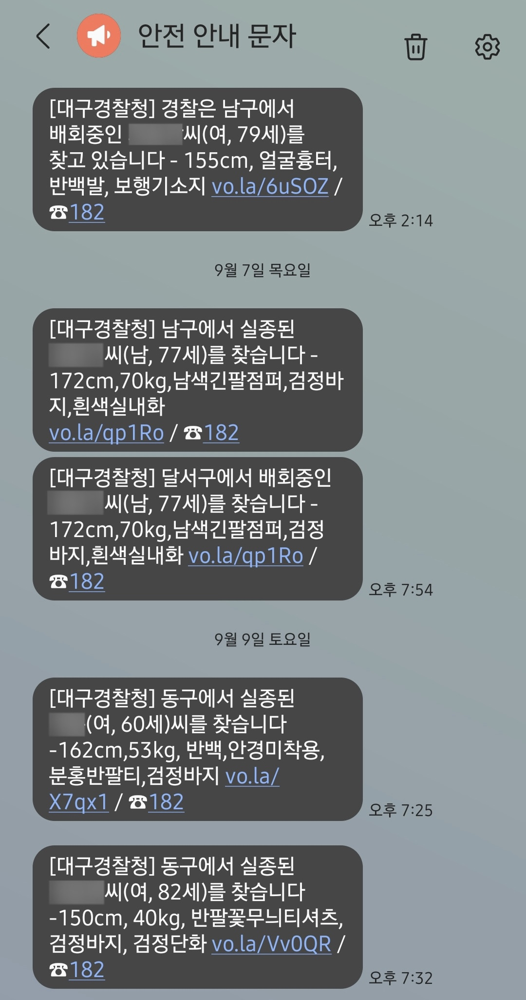 안전 안내 문자
[대구경찰청] 경찰은 남구에서
배회중인 씨(여, 79세)를
찾고 있습니다 - 155cm, 얼굴흉터,
반백발, 보행기소지 vo.la/6uSOZ /
☎182
오후 2:14
9월 7일 목요일
[대구경찰청] 남구에서 실종된
씨(남, 77세)를 찾습니다 -
172cm,70kg,남색긴팔점퍼,검정바
지,흰색실내화
vo.la/qp1Ro / ☎182
[대구경찰청] 달서구에서 배회중인
씨(남, 77세)를 찾습니다 -
172cm,70kg,남색긴팔점퍼,검정
바지,흰색실내화 vo.la/qp1Ro /
☎182
오후 7:54
9월 9일 토요일
[대구경찰청] 동구에서 실종된
(여, 60세)씨를 찾습니다
-162cm,53kg, 반백,안경미착용,
분홍반팔티,검정바지 vo.la/
X7qx1 / ☎182
오후 7:25
[대구경찰청] 동구에서 실종된
씨(여, 82세)를 찾습니다
-150cm, 40kg, 반팔꽃무늬티셔츠,
검정바지, 검정단화 vo.la/Vv0QR /
☎182
오후 7:32